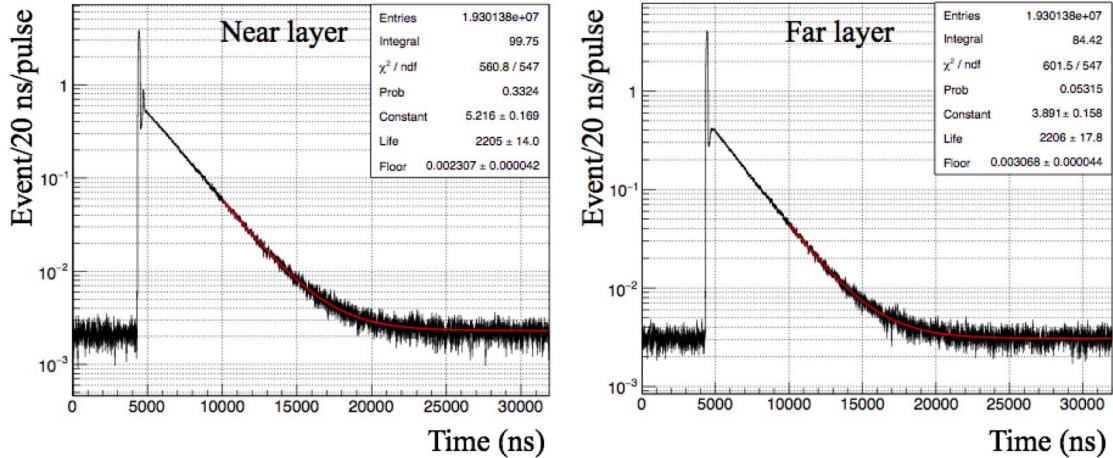 Near layer
Entries 1.930138e+07
Integral 99.75
χ² / ndf 560.8 / 547
Prob 0.3324
Constant 5.216 ± 0.169
Life 2205 ± 14.0
Floor 0.002307 ± 0.000042
Event/20 ns/pulse
1
10⁻¹
10⁻²
10⁻³
0 5000 10000 15000 20000 25000 30000
Time (ns)
Far layer
Entries 1.930138e+07
Integral 84.42
χ² / ndf 601.5 / 547
Prob 0.05315
Constant 3.891 ± 0.158
Life 2206 ± 17.8
Floor 0.003068 ± 0.000044
Event/20 ns/pulse
1
10⁻¹
10⁻²
10⁻³
0 5000 10000 15000 20000 25000 30000
Time (ns)